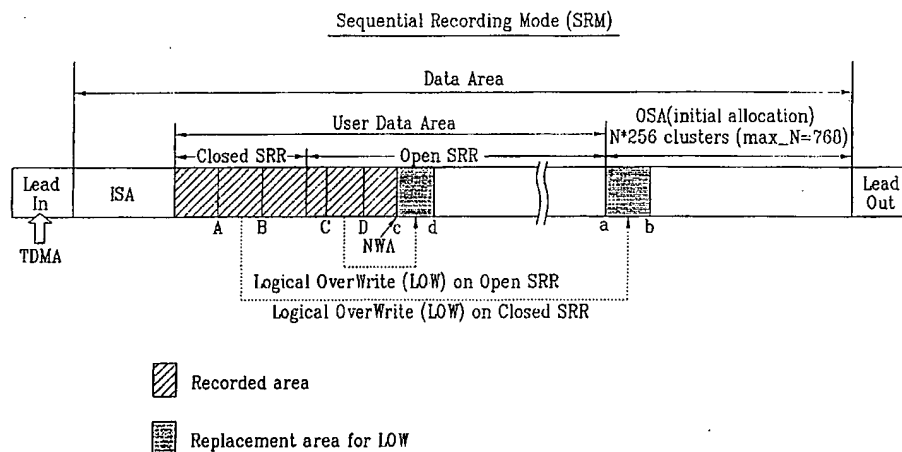 Sequential Recording Mode (SRM)
Data Area
User Data Area
OSA(initial allocation)
N*256 clusters (max_N=768)
Closed SRR
Open SRR
Lead In
ISA
Lead Out
TDMA
A
B
C
D
c
d
a
b
NWA
Logical OverWrite (LOW) on Open SRR
Logical OverWrite (LOW) on Closed SRR
Recorded area
Replacement area for LOW